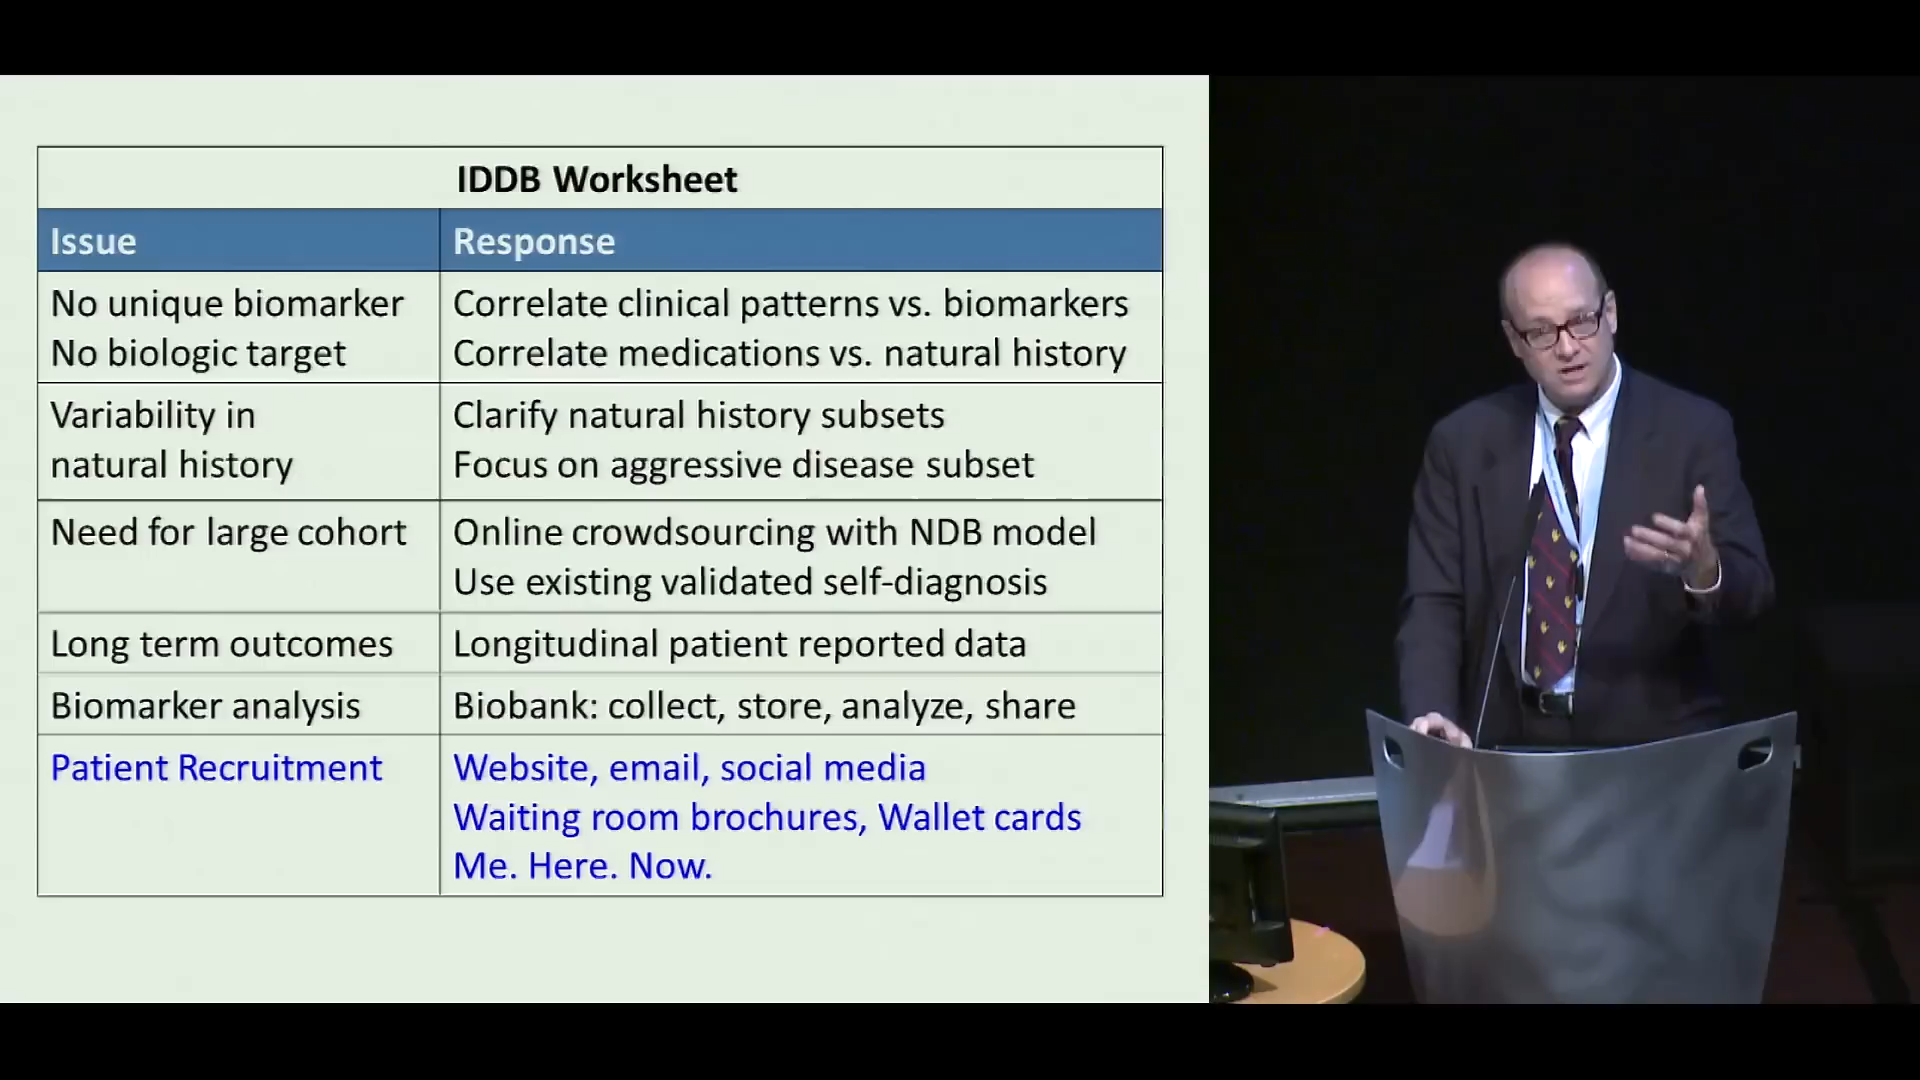 IDDB Worksheet
Issue
Response
No unique biomarker
No biologic target
Correlate clinical patterns vs. biomarkers
Correlate medications vs. natural history
Variability in
natural history
Clarify natural history subsets
Focus on aggressive disease subset
Need for large cohort
Online crowdsourcing with NDB model
Use existing validated self-diagnosis
Long term outcomes
Longitudinal patient reported data
Biomarker analysis
Biobank: collect, store, analyze, share
Patient Recruitment
Website, email, social media
Waiting room brochures, Wallet cards
Me. Here. Now.